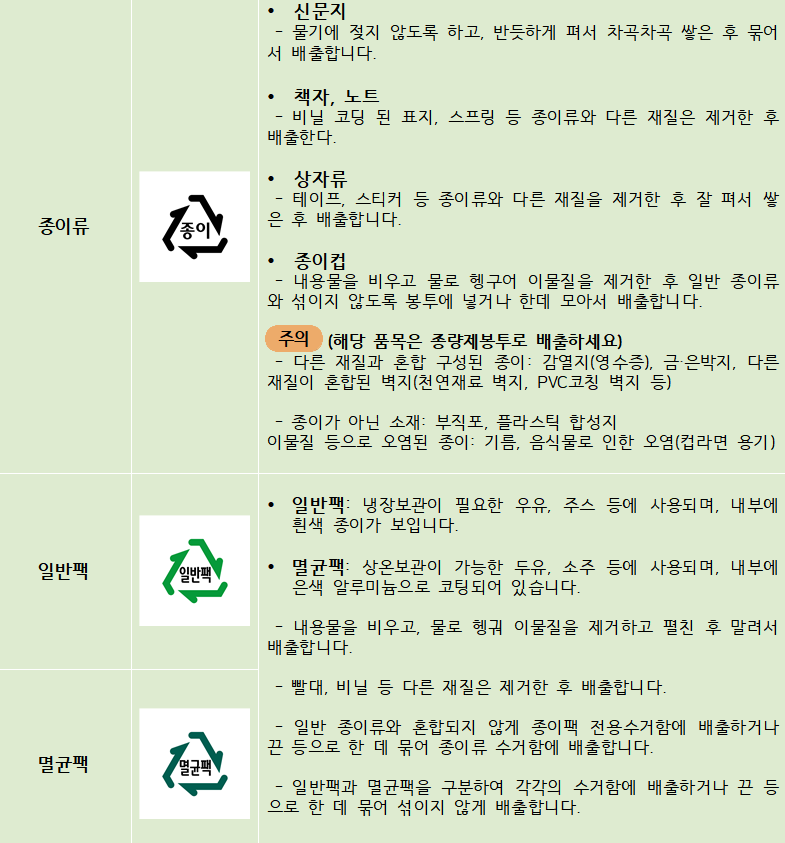 종이류
종이
• 신문지
- 물기에 젖지 않도록 하고, 반듯하게 펴서 차곡차곡 쌓은 후 묶어
서 배출합니다.
• 책자, 노트
- 비닐 코딩 된 표지, 스프링 등 종이류와 다른 재질은 제거한 후
배출한다.
• 상자류
- 테이프, 스티커 등 종이류와 다른 재질을 제거한 후 잘 펴서 쌓
은 후 배출합니다.
• 종이컵
- 내용물을 비우고 물로 헹구어 이물질을 제거한 후 일반 종이류
와 섞이지 않도록 봉투에 넣거나 한데 모아서 배출합니다.
주의 (해당 품목은 종량제봉투로 배출하세요)
- 다른 재질과 혼합 구성된 종이: 감열지(영수증), 금·은박지, 다른
재질이 혼합된 벽지(천연재료 벽지, PVC코칭 벽지 등)
- 종이가 아닌 소재: 부직포, 플라스틱 합성지
이물질 등으로 오염된 종이: 기름, 음식물로 인한 오염(컵라면 용기)
일반팩
일반팩
• 일반팩: 냉장보관이 필요한 우유, 주스 등에 사용되며, 내부에
흰색 종이가 보입니다.
• 멸균팩: 상온보관이 가능한 두유, 소주 등에 사용되며, 내부에
은색 알루미늄으로 코팅되어 있습니다.
- 내용물을 비우고, 물로 헹궈 이물질을 제거하고 펼친 후 말려서
배출합니다.
멸균팩
멸균팩
- 빨대, 비닐 등 다른 재질은 제거한 후 배출합니다.
- 일반 종이류와 혼합되지 않게 종이팩 전용수거함에 배출하거나
끈 등으로 한 데 묶어 종이류 수거함에 배출합니다.
- 일반팩과 멸균팩을 구분하여 각각의 수거함에 배출하거나 끈 등
으로 한 데 묶어 섞이지 않게 배출합니다.